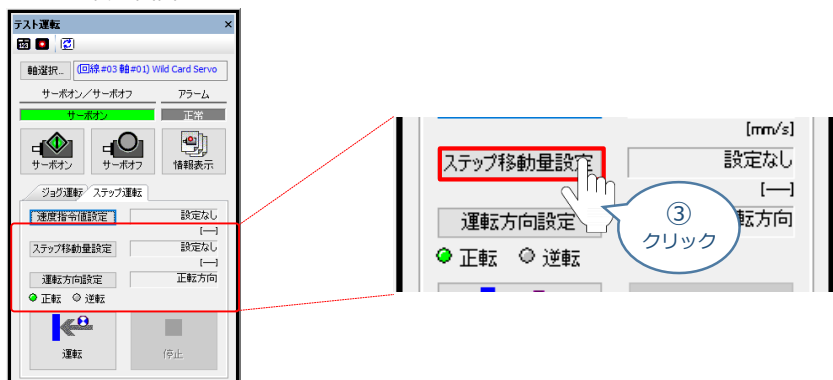 テスト運転
×
軸選択...
(回線#03 軸#01) Wild Card Servo
サーボオン／サーボオフ
アラーム
サーボオン
正常
サーボオン
サーボオフ
情報表示
ジョグ運転
ステップ運転
速度指令値設定
設定なし
[―]
ステップ移動量設定
設定なし
[―]
運転方向設定
正転方向
正転
逆転
運転
停止
[mm/s]
ステップ移動量設定
設定なし
[―]
運転方向設定
転方向
正転
逆転
③
クリック